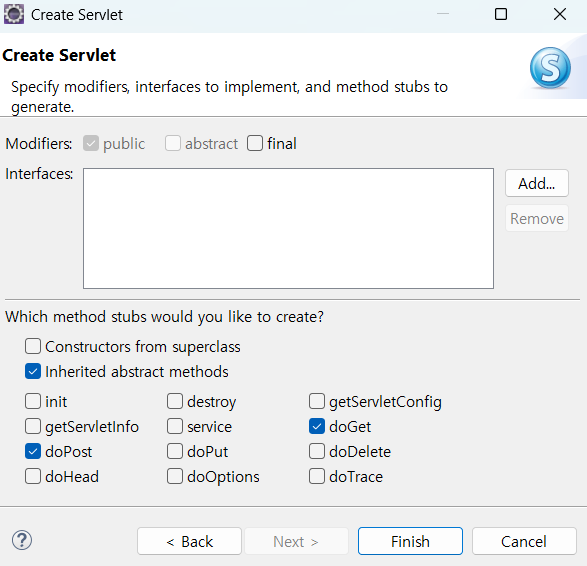 Create Servlet
Create Servlet
Specify modifiers, interfaces to implement, and method stubs to
generate.
Modifiers: public abstract final
Interfaces:
Add...
Remove
Which method stubs would you like to create?
Constructors from superclass
Inherited abstract methods
init destroy getServletConfig
getServletInfo service doGet
doPost doPut doDelete
doHead doOptions doTrace
? < Back Next > Finish Cancel